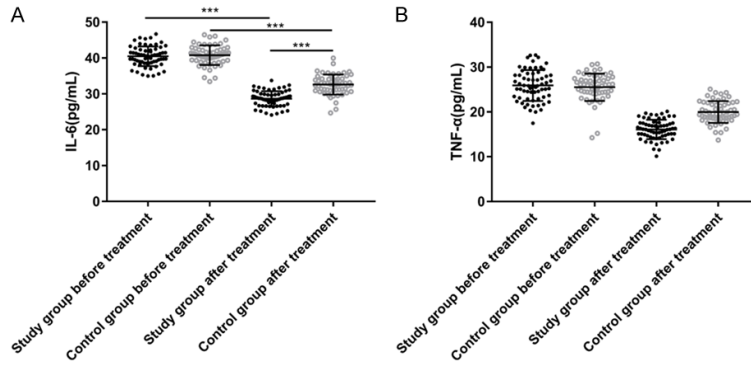 A
IL-6(pg/mL)
50
40
30
20
10
0
***
***
***
Study group before treatment
Control group before treatment
Study group after treatment
Control group after treatment
B
TNF-α(pg/mL)
40
30
20
10
0
Study group before treatment
Control group before treatment
Study group after treatment
Control group after treatment